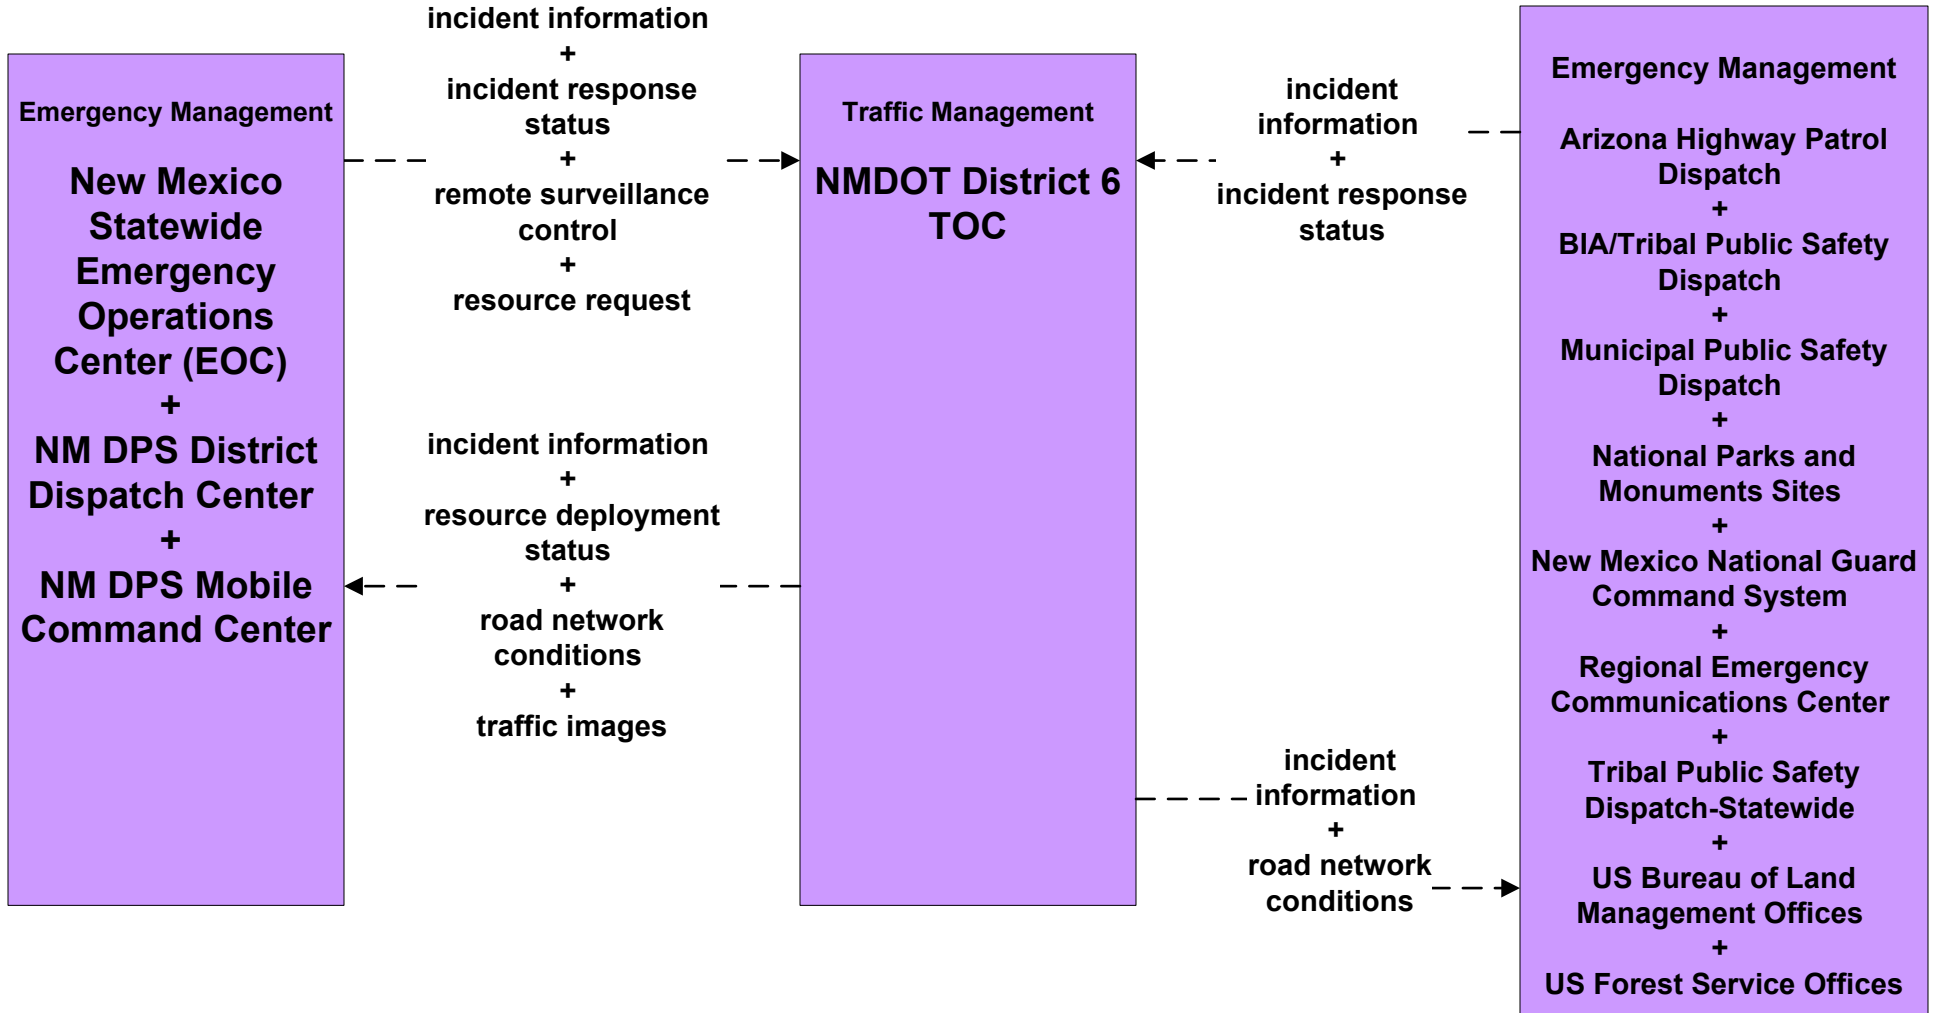 Emergency Management
New Mexico
Statewide
Emergency
Operations
Center (EOC)
+
NM DPS District
Dispatch Center
+
NM DPS Mobile
Command Center
incident information
+
incident response
status
+
remote surveillance
control
+
resource request
incident information
+
resource deployment
status
+
road network
conditions
+
traffic images
Traffic Management
NMDOT District 6
TOC
incident
information
+
incident response
status
incident
information
+
road network
conditions
Emergency Management
Arizona Highway Patrol
Dispatch
+
BIA/Tribal Public Safety
Dispatch
+
Municipal Public Safety
Dispatch
+
National Parks and
Monuments Sites
+
New Mexico National Guard
Command System
+
Regional Emergency
Communications Center
+
Tribal Public Safety
Dispatch-Statewide
+
US Bureau of Land
Management Offices
+
US Forest Service Offices